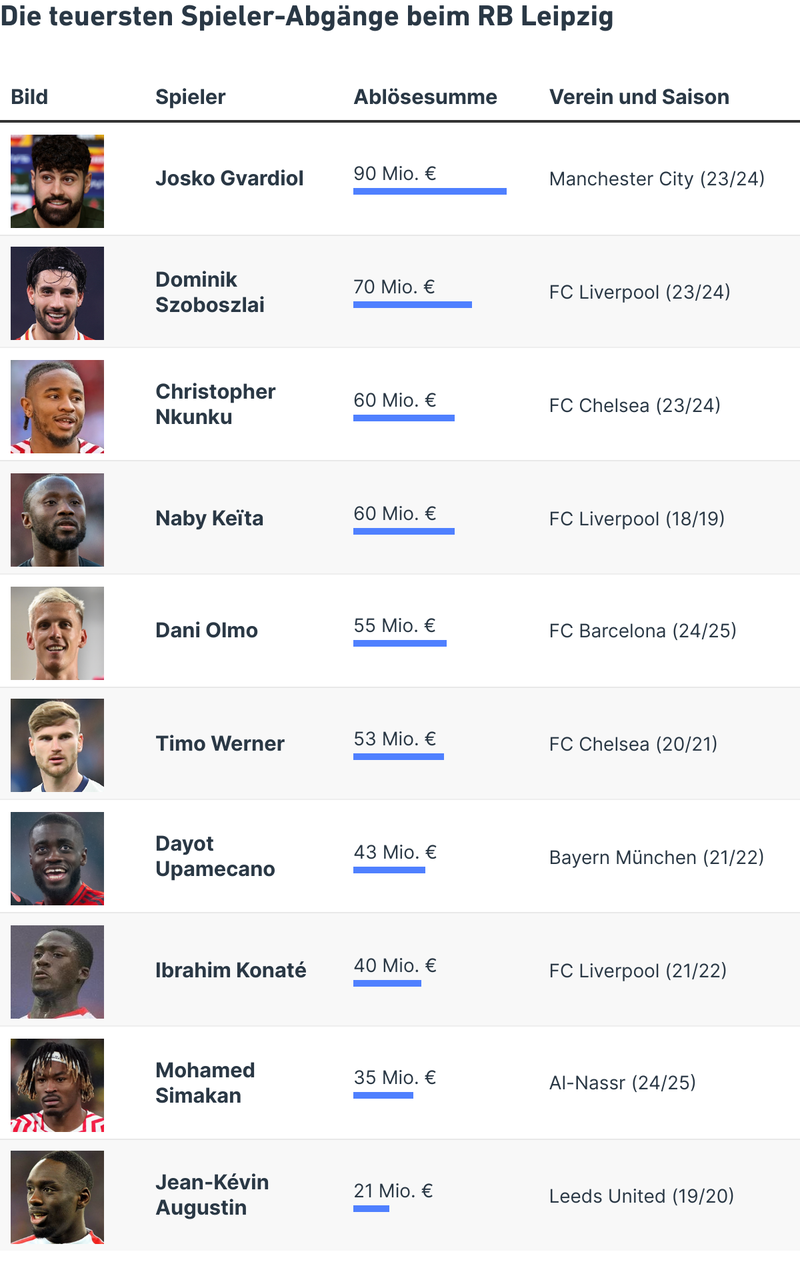 Die teuersten Spieler-Abgänge beim RB Leipzig
Bild Spieler Ablösesumme Verein und Saison
Josko Gvardiol 90 Mio. € Manchester City (23/24)
Dominik
Szoboszlai 70 Mio. € FC Liverpool (23/24)
Christopher
Nkunku 60 Mio. € FC Chelsea (23/24)
Naby Keïta 60 Mio. € FC Liverpool (18/19)
Dani Olmo 55 Mio. € FC Barcelona (24/25)
Timo Werner 53 Mio. € FC Chelsea (20/21)
Dayot
Upamecano 43 Mio. € Bayern München (21/22)
Ibrahim Konaté 40 Mio. € FC Liverpool (21/22)
Mohamed
Simakan 35 Mio. € Al-Nassr (24/25)
Jean-Kévin
Augustin 21 Mio. € Leeds United (19/20)